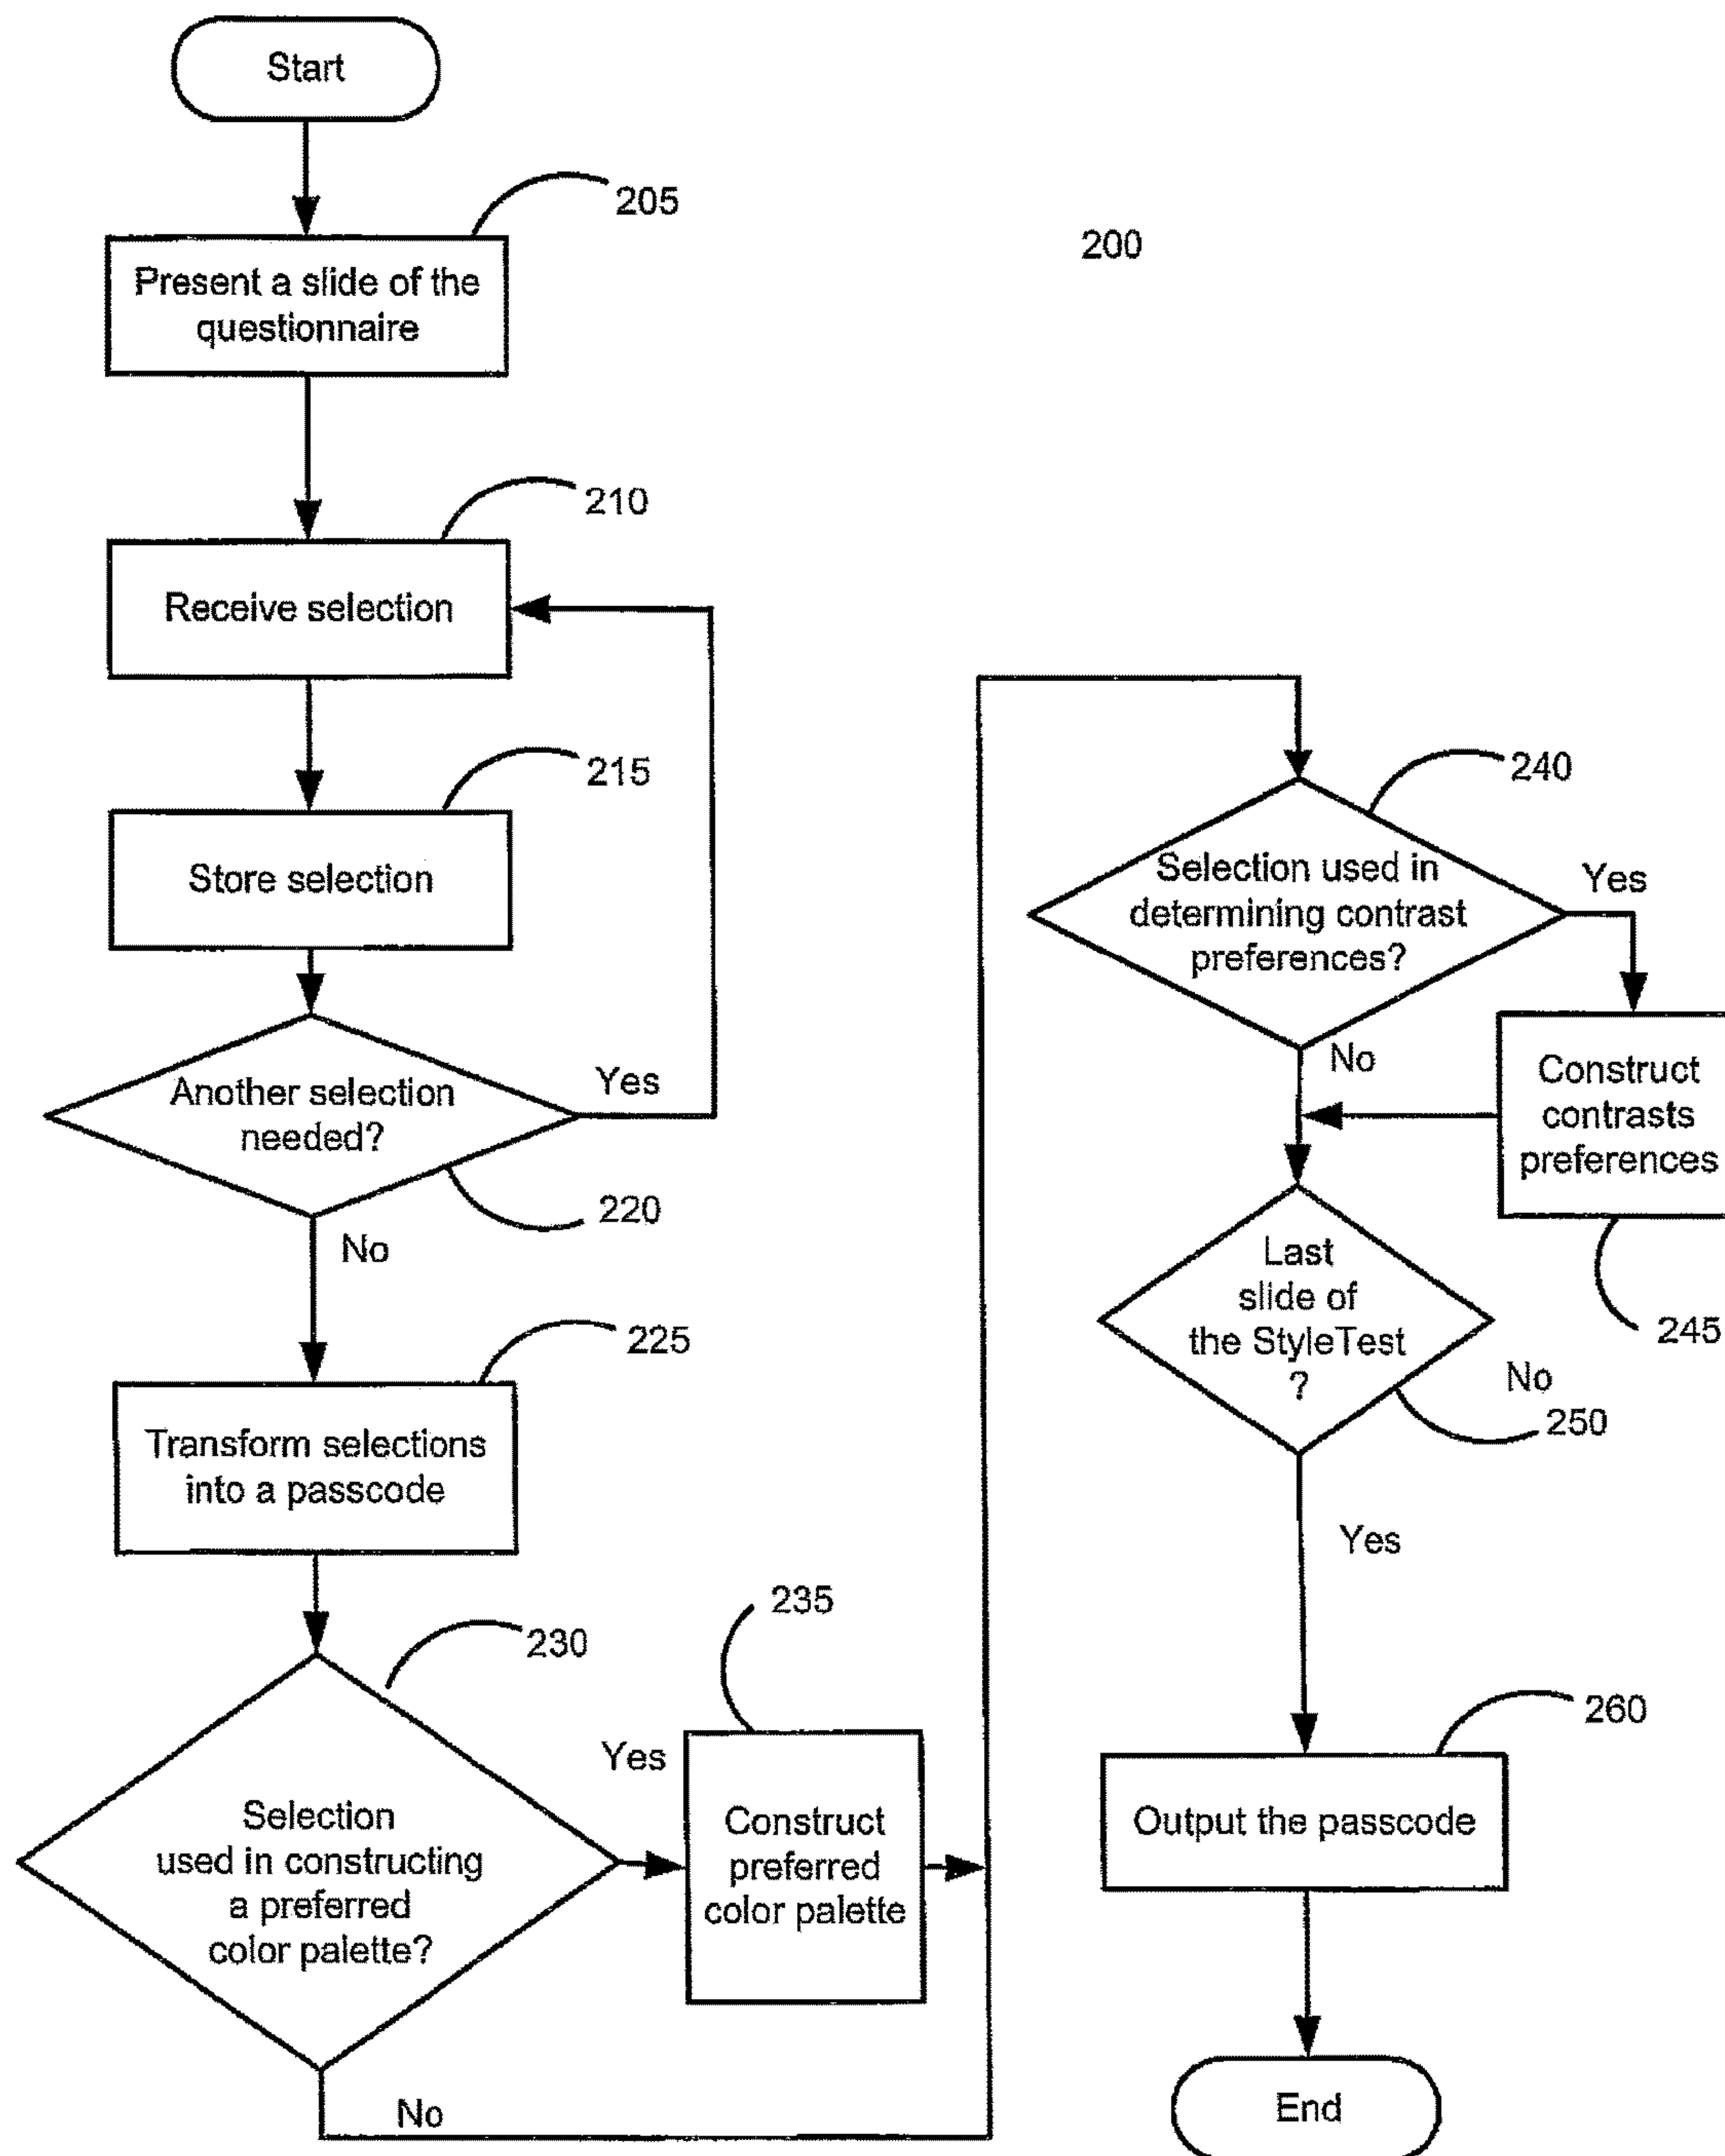 Start
205
Present a slide of the
questionnaire
200
210
Receive selection
215
Store selection
Another selection
needed?
Yes
220
No
225
Transform selections
into a passcode
230
235
Yes
Selection
used in constructing
a preferred
color palette?
Construct
preferred
color palette
No
240
Selection used in
determining contrast
preferences?
Yes
No
Construct
contrasts
preferences
245
Last
slide of
the StyleTest
?
No
250
Yes
260
Output the passcode
End